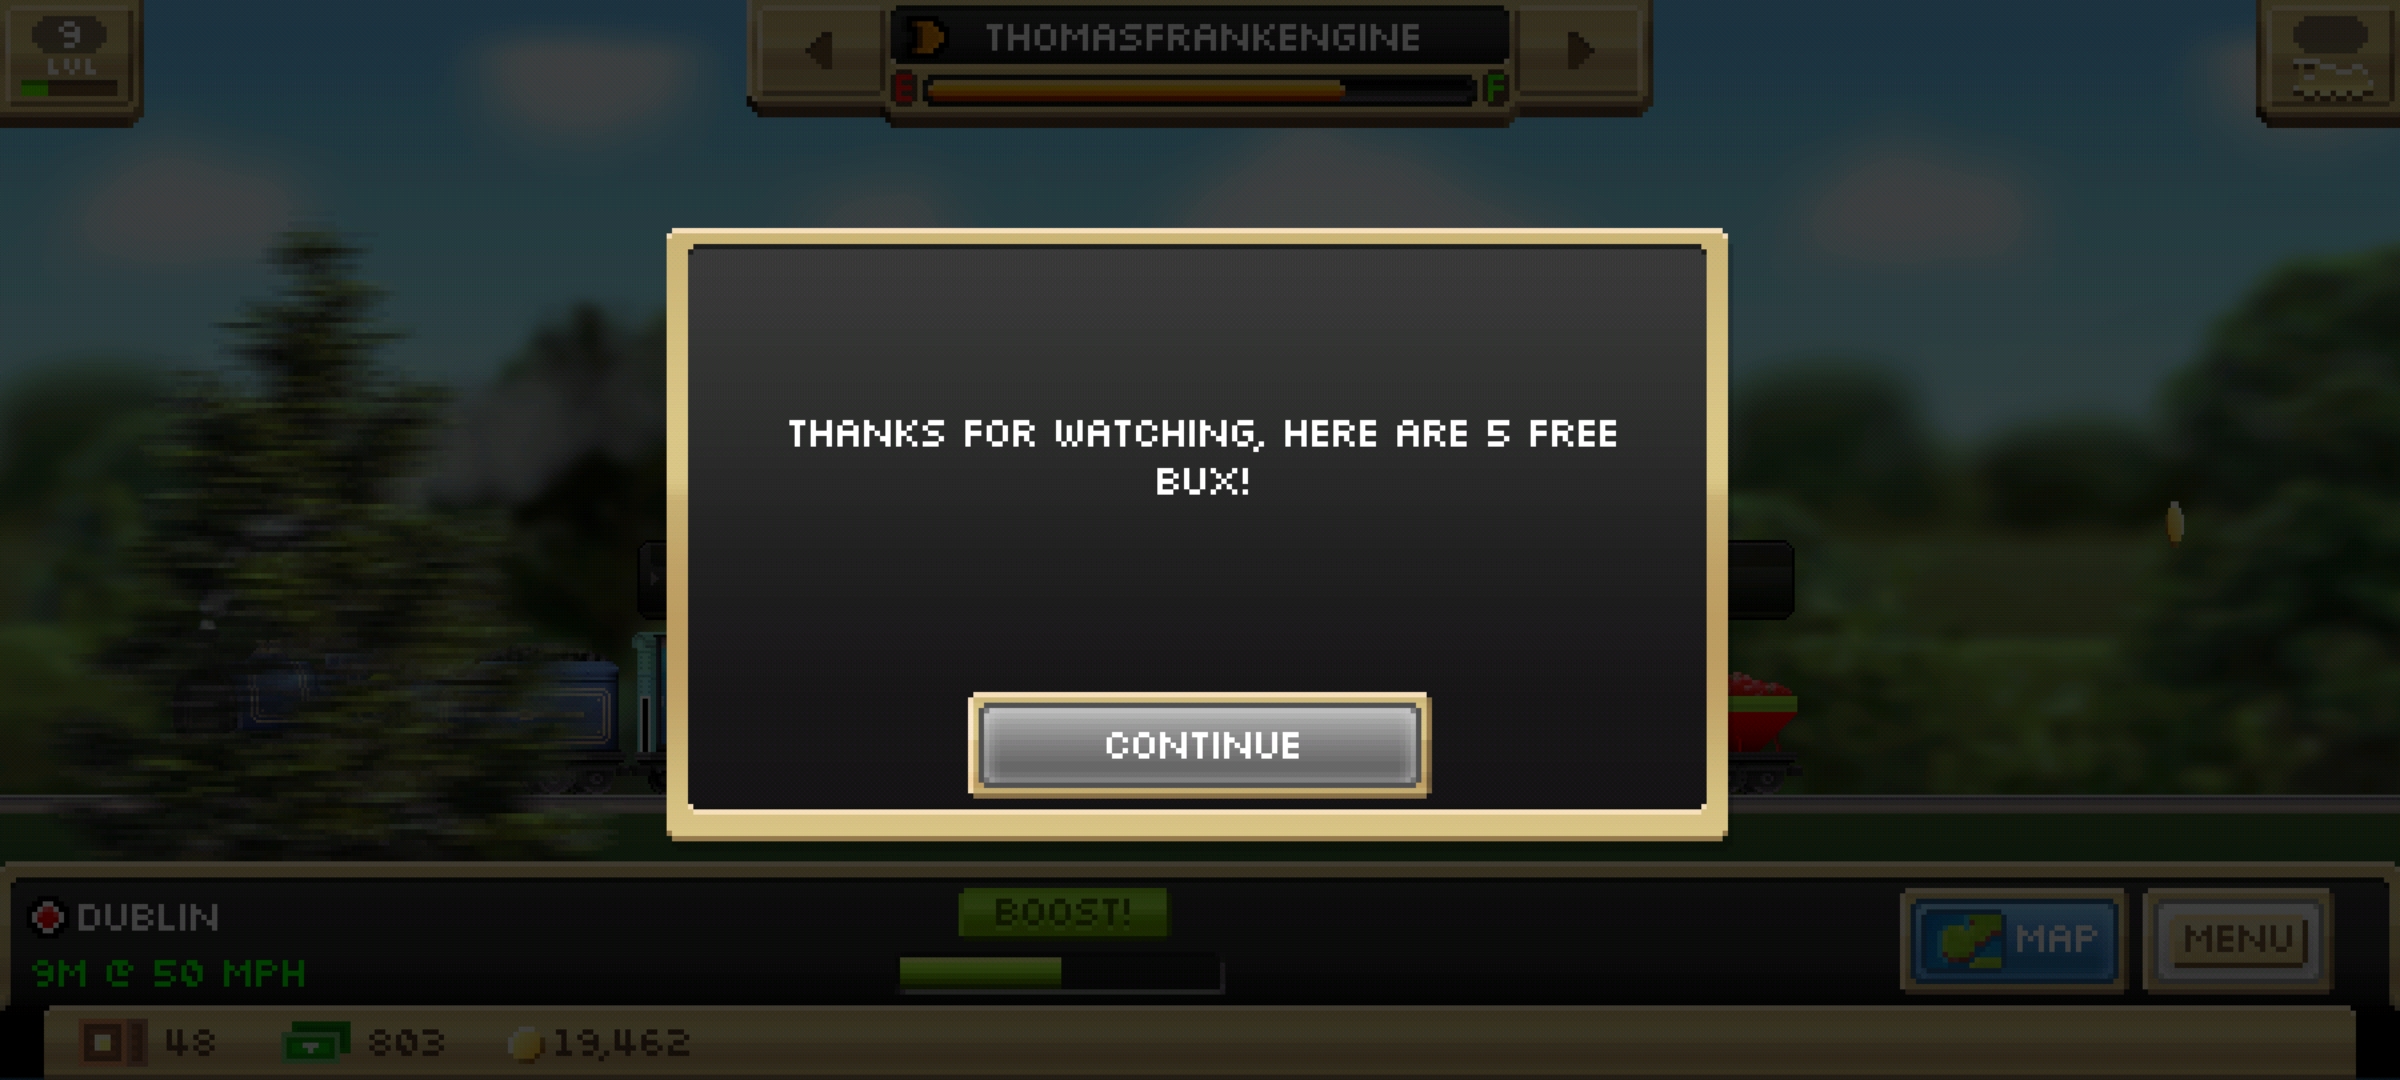 9
LVL
THOMASFRANKENGINE
E
F
THANKS FOR WATCHING, HERE ARE 5 FREE
BUX!
CONTINUE
DUBLIN
BOOST!
MAP
MENU
9M @ 50 MPH
48
803
19,462